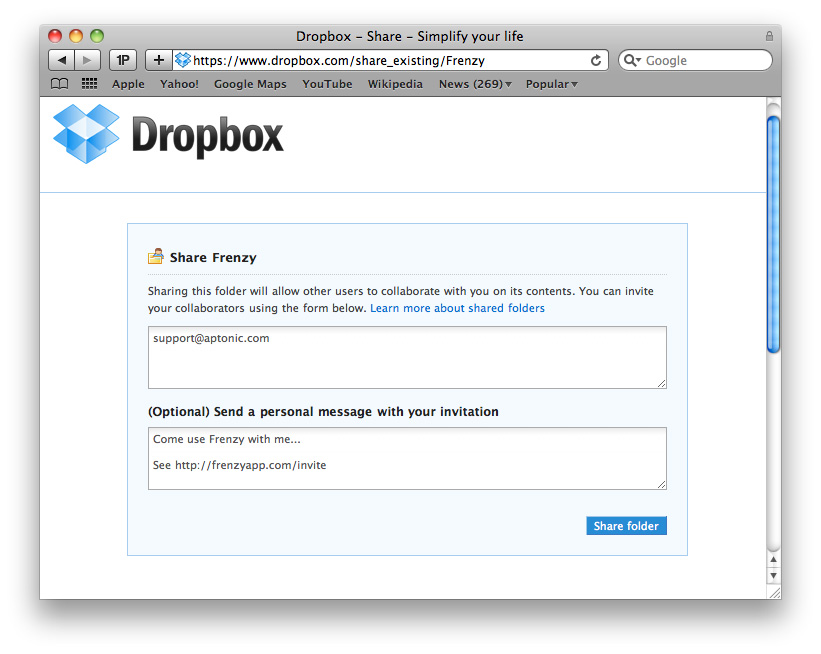 Dropbox – Share – Simplify your life
1P
+
https://www.dropbox.com/share_existing/Frenzy
Google
Apple Yahoo! Google Maps YouTube Wikipedia News (269) Popular
Dropbox
Share Frenzy
Sharing this folder will allow other users to collaborate with you on its contents. You can invite
your collaborators using the form below. Learn more about shared folders
support@aptonic.com
(Optional) Send a personal message with your invitation
Come use Frenzy with me...
See http://frenzyapp.com/invite
Share folder